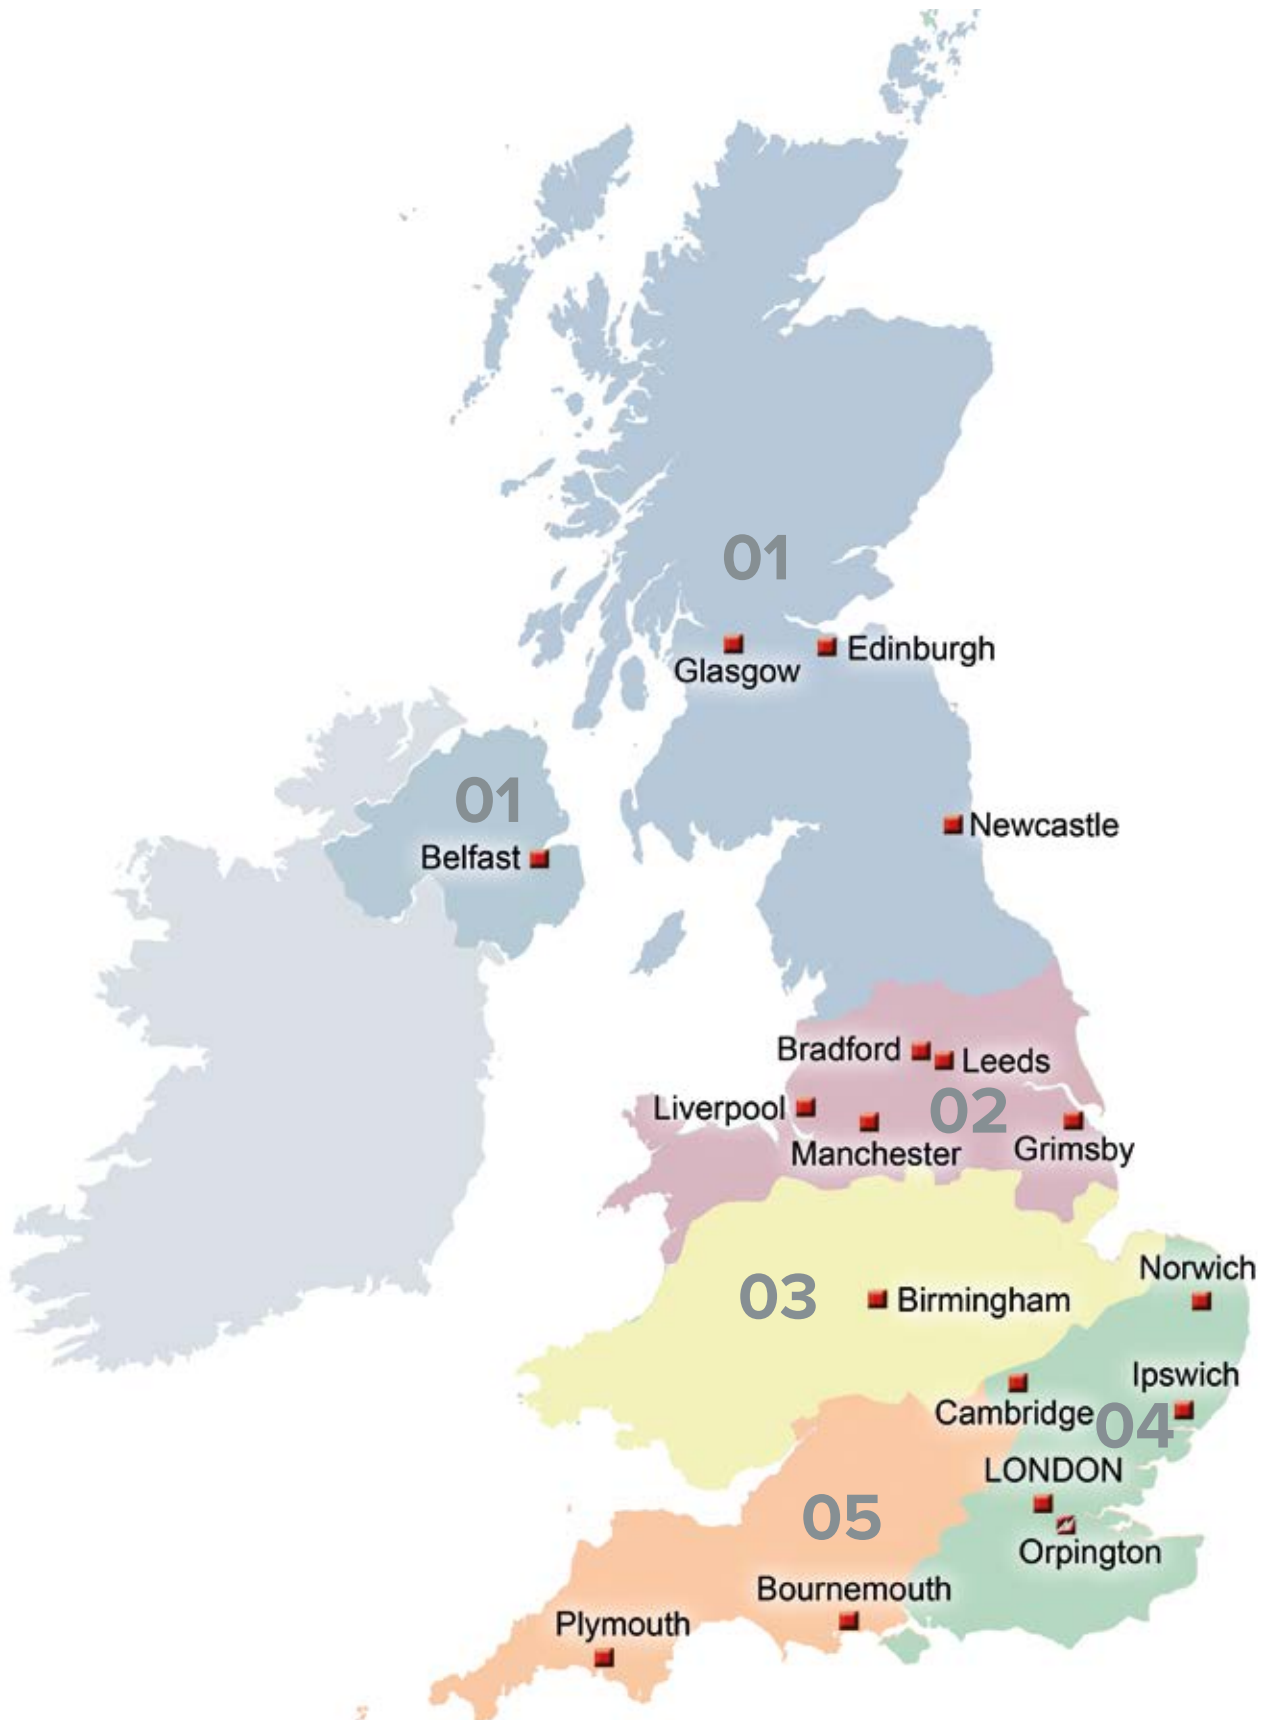 01
Glasgow
Edinburgh
01
Belfast
Newcastle
Bradford
Leeds
Liverpool
02
Manchester
Grimsby
Norwich
03
Birmingham
Ipswich
Cambridge
04
LONDON
05
Orpington
Bournemouth
Plymouth